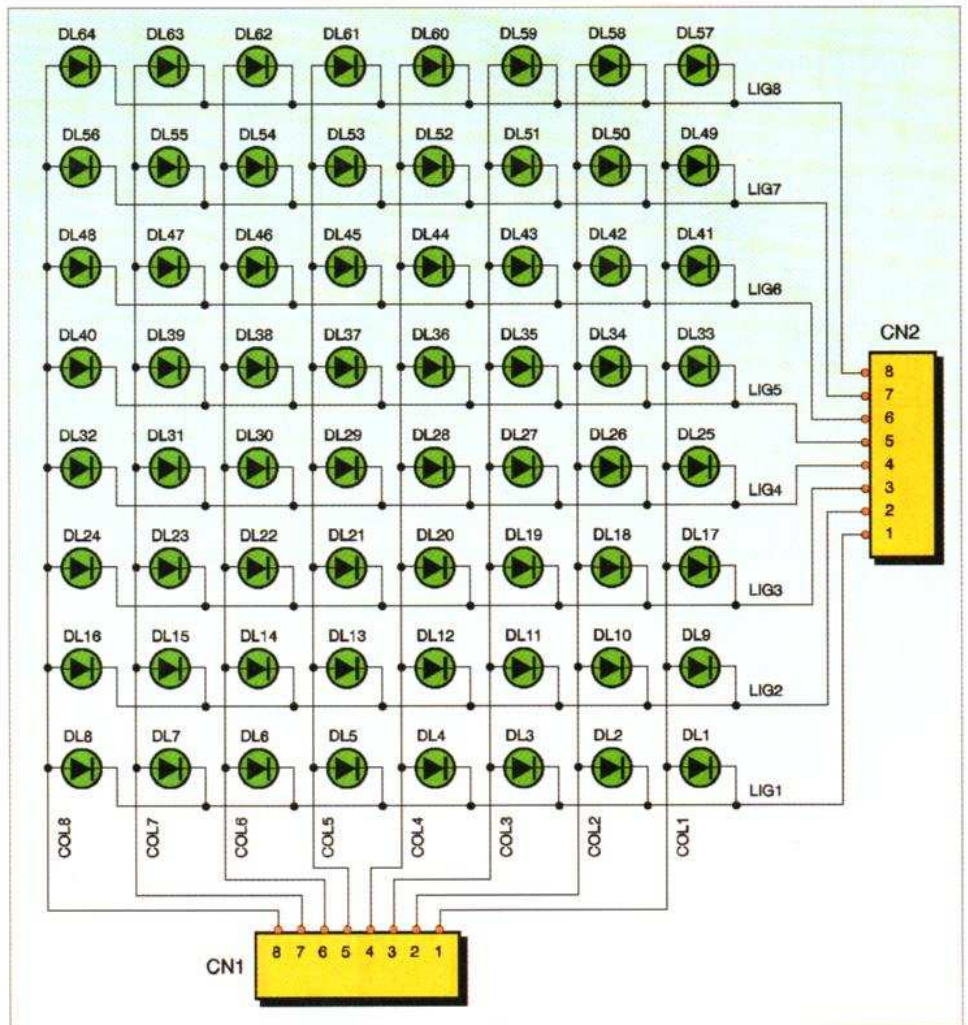 DL64 DL63 DL62 DL61 DL60 DL59 DL58 DL57
LIG8
DL56 DL55 DL54 DL53 DL52 DL51 DL50 DL49
LIG7
DL48 DL47 DL46 DL45 DL44 DL43 DL42 DL41
LIG6
CN2
DL40 DL39 DL38 DL37 DL36 DL35 DL34 DL33
8
7
LIG5
6
5
DL32 DL31 DL30 DL29 DL28 DL27 DL26 DL25
4
LIG4
3
2
1
DL24 DL23 DL22 DL21 DL20 DL19 DL18 DL17
LIG3
DL16 DL15 DL14 DL13 DL12 DL11 DL10 DL9
LIG2
DL8 DL7 DL6 DL5 DL4 DL3 DL2 DL1
LIG1
COL8 COL7 COL6 COL5 COL4 COL3 COL2 COL1
8 7 6 5 4 3 2 1
CN1